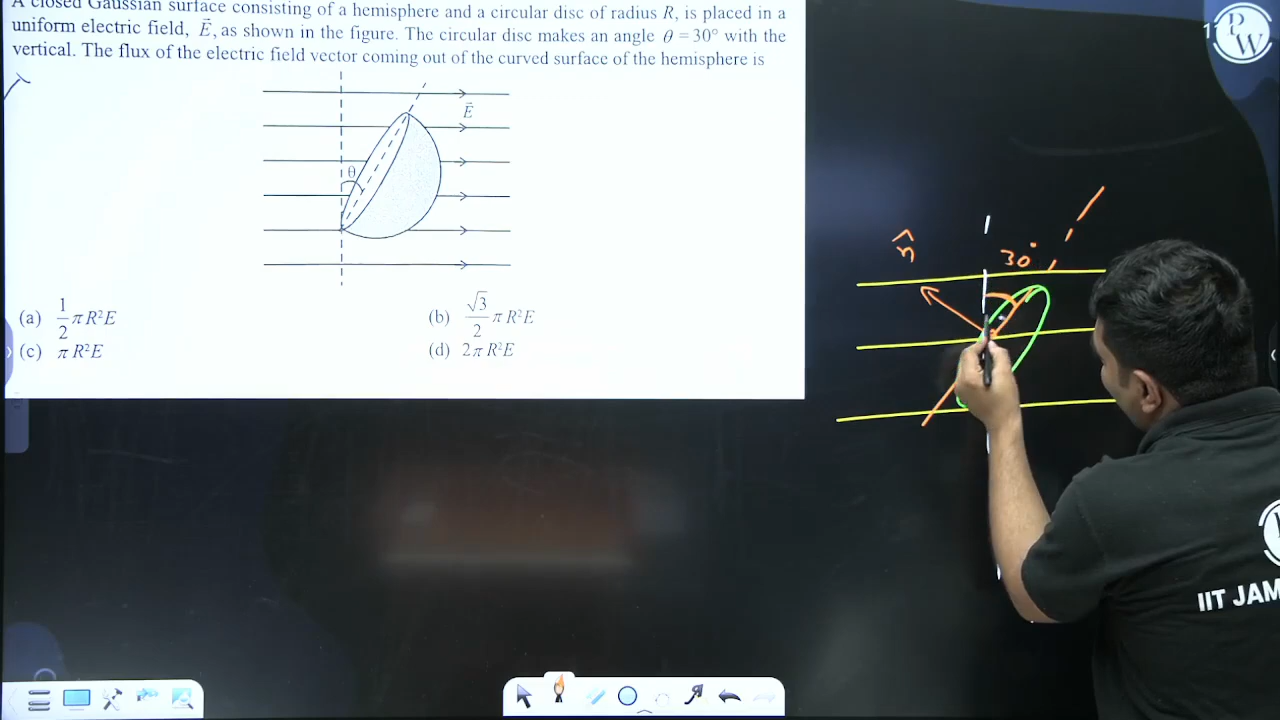 A closed Gaussian surface consisting of a hemisphere and a circular disc of radius R, is placed in a
uniform electric field, E⃗, as shown in the figure. The circular disc makes an angle θ = 30° with the
vertical. The flux of the electric field vector coming out of the curved surface of the hemisphere is
E⃗
θ
(a) 1/2 πR²E
(b) √3/2 πR²E
(c) πR²E
(d) 2πR²E
n̂
30°
PW
IIT JAM